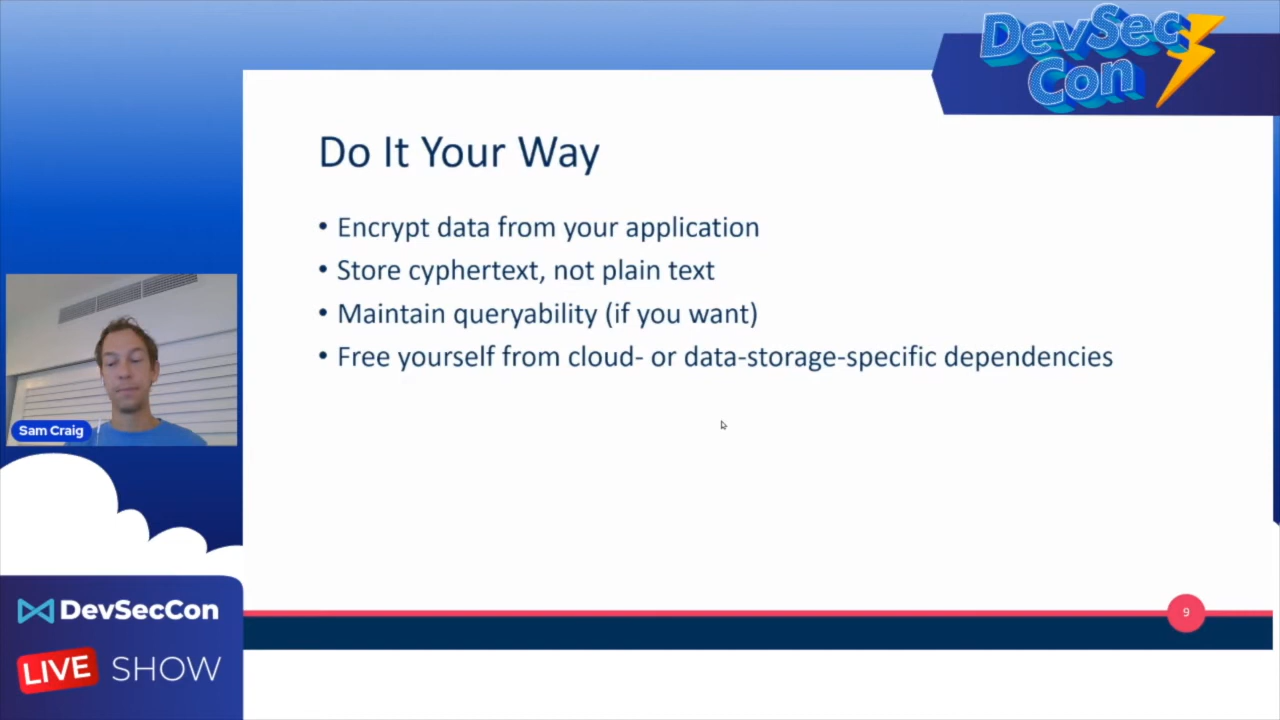 DevSec
Con
Do It Your Way
• Encrypt data from your application
• Store cyphertext, not plain text
• Maintain queryability (if you want)
• Free yourself from cloud- or data-storage-specific dependencies
Sam Craig
9
DevSecCon
LIVE SHOW